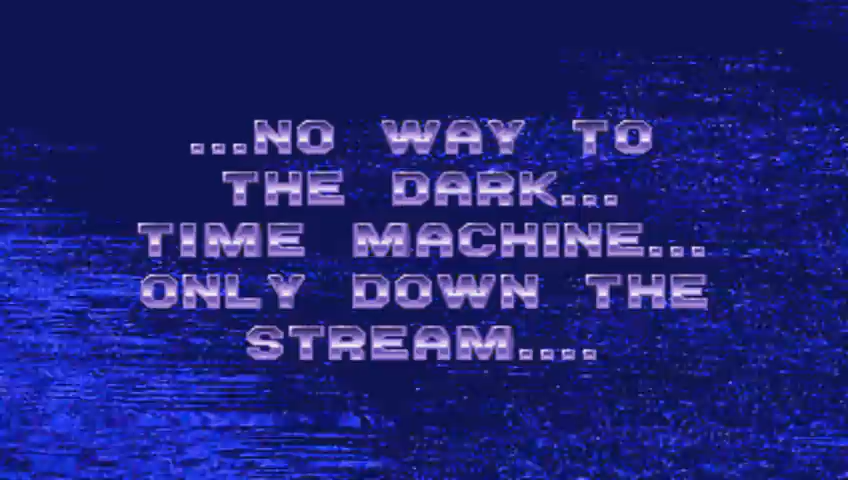 ...NO WAY TO
THE DARK...
TIME MACHINE...
ONLY DOWN THE
STREAM....